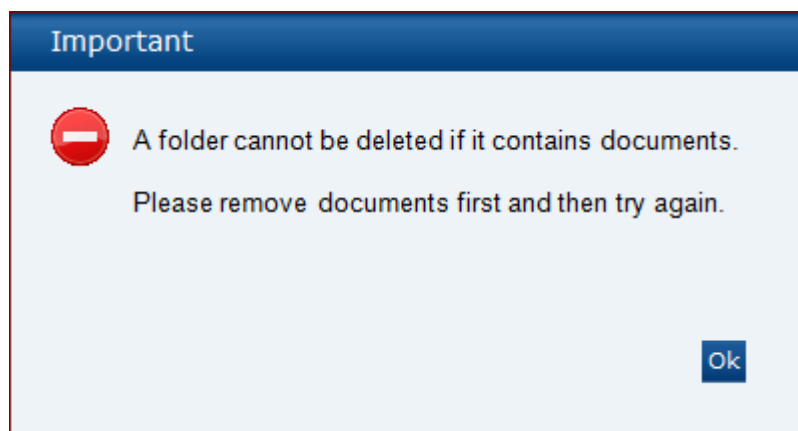 Important
A folder cannot be deleted if it contains documents.
Please remove documents first and then try again.
Ok